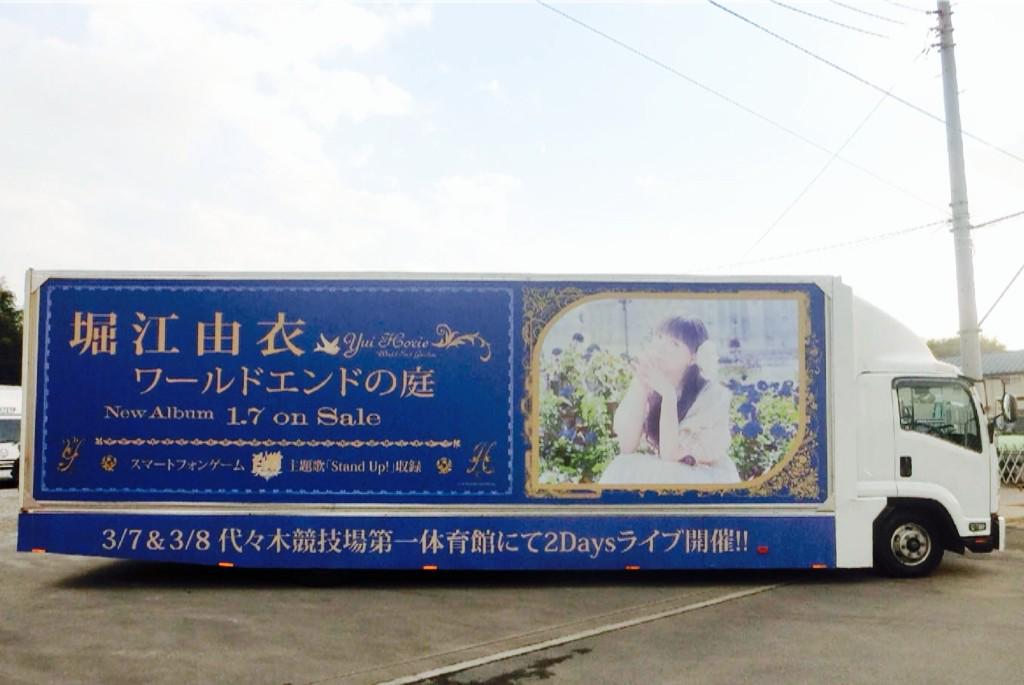 堀江由衣 Yui Horie
World End Garden
ワールドエンドの庭
New Album 1.7 on Sale
Y スマートフォンゲーム 主題歌「Stand Up!」収録 H
3/7&3/8 代々木競技場第一体育館にて2Daysライブ開催!!